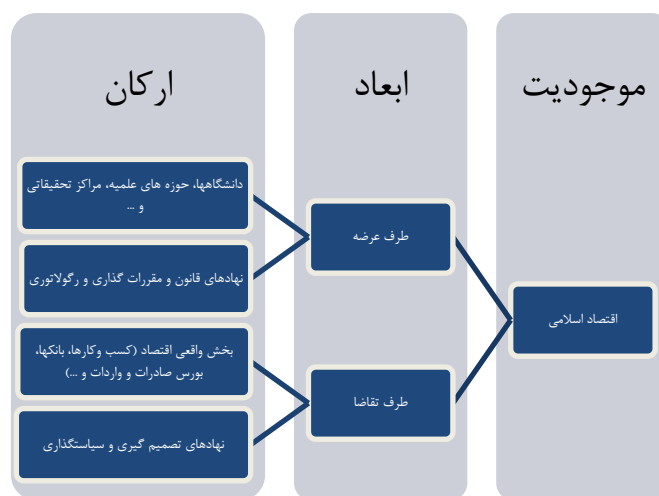 موجودیت
ابعاد
ارکان
اقتصاد اسلامی
طرف عرضه
طرف تقاضا
دانشگاهها، حوزه های علمیه، مراکز تحقیقاتی
و ...
نهادهای قانون و مقررات گذاری و رگولاتوری
بخش واقعی اقتصاد (کسب وکارها، بانکها،
بورس صادرات و واردات و ...)
نهادهای تصمیم گیری و سیاستگذاری